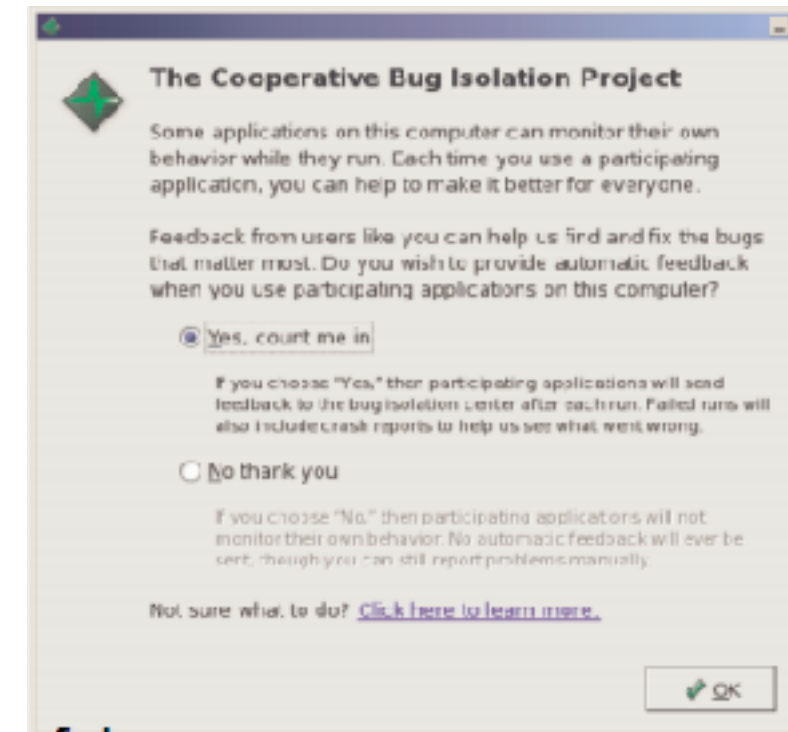 The Cooperative Bug Isolation Project
Some applications on this computer can monitor their own
behavior while they run. Each time you use a participating
application, you can help to make it better for everyone.
Feedback from users like you can help us find and fix the bugs
that matter most. Do you wish to provide automatic feedback
when you use participating applications on this computer?
Yes, count me in
If you choose "Yes," then participating applications will send
feedback to the bug isolation center after each run. Failed runs will
also include crash reports to help us see what went wrong.
No thank you
If you choose "No," then participating applications will not
monitor their own behavior. No automatic feedback will ever be
sent, though you can still report problems manually.
Not sure what to do? Click here to learn more.
OK